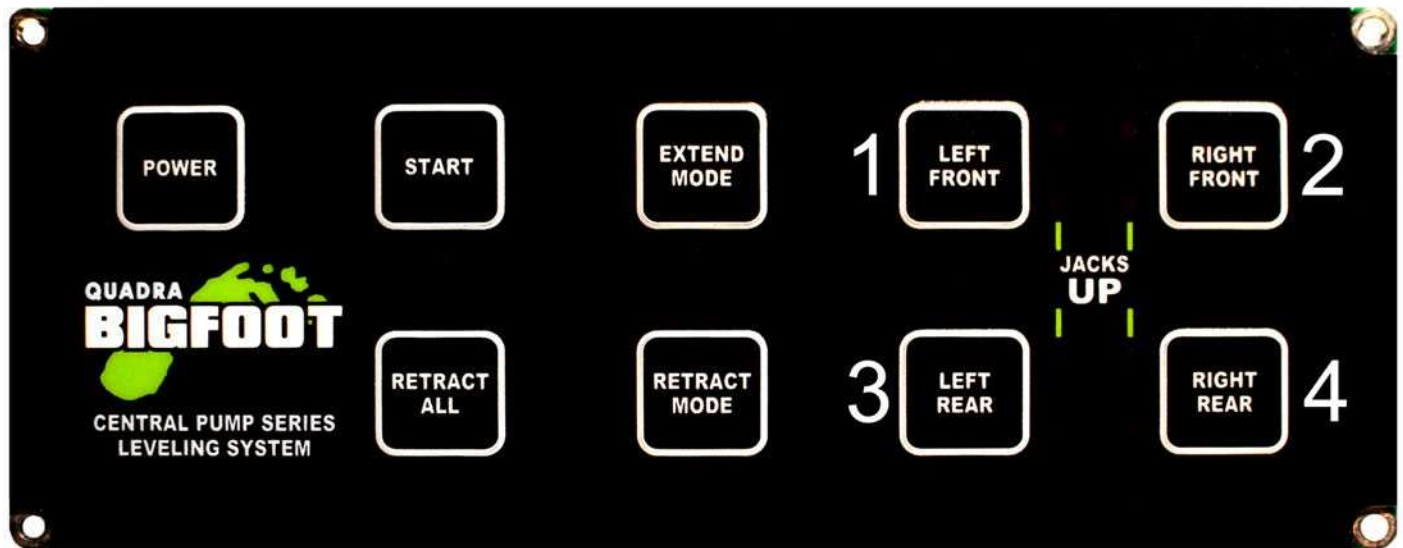 POWER
START
EXTEND
MODE
1
LEFT
FRONT
RIGHT
FRONT
2
JACKS
UP
QUADRA
BIGFOOT
CENTRAL PUMP SERIES
LEVELING SYSTEM
RETRACT
ALL
RETRACT
MODE
3
LEFT
REAR
RIGHT
REAR
4